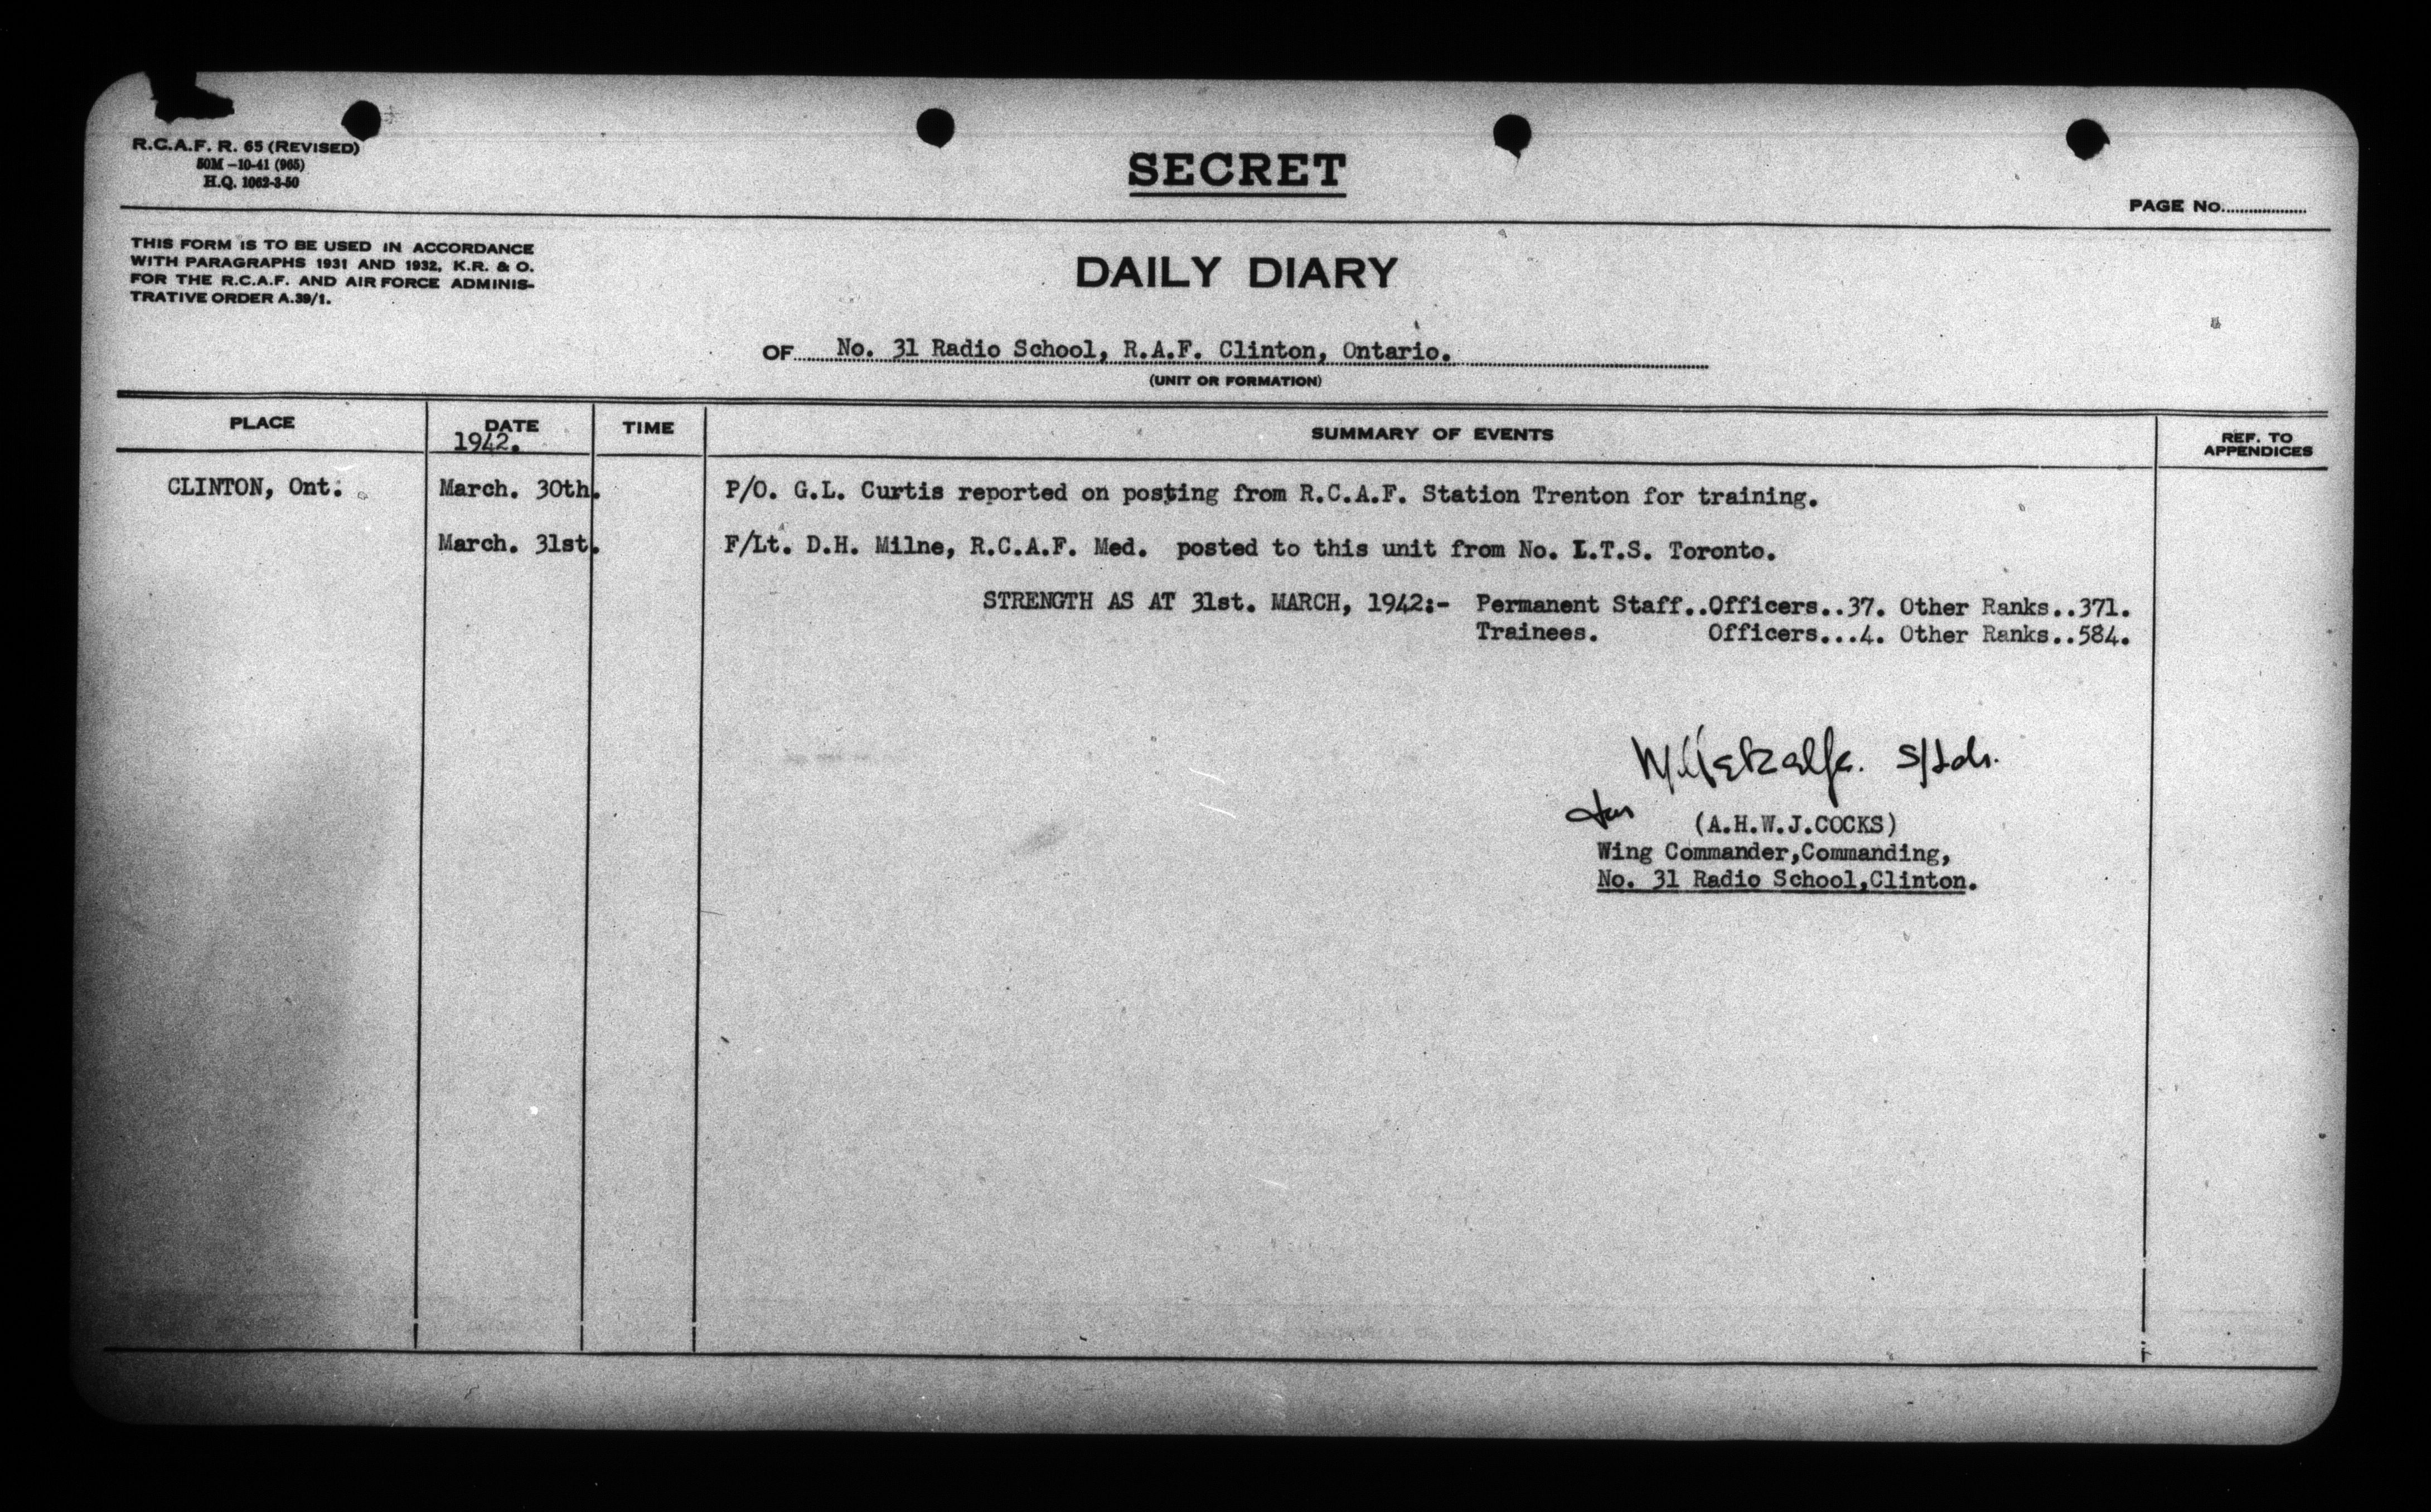 R.C.A.F. R. 65 (REVISED)
50M-10-41 (965)
H.Q. 1062-3-50
SECRET
PAGE No....................
THIS FORM IS TO BE USED IN ACCORDANCE
WITH PARAGRAPHS 1931 AND 1932, K.R. & O.
FOR THE R.C.A.F. AND AIR FORCE ADMINIS-
TRATIVE ORDER A.39/1.
DAILY DIARY
OF No. 31 Radio School, R.A.F. Clinton, Ontario.
(UNIT OR FORMATION)
PLACE DATE TIME SUMMARY OF EVENTS REF. TO APPENDICES
1942.
CLINTON, Ont. March. 30th. P/O. G.L. Curtis reported on posting from R.C.A.F. Station Trenton for training.
March. 31st. F/Lt. D.H. Milne, R.C.A.F. Med. posted to this unit from No. I.T.S. Toronto.
STRENGTH AS AT 31st. MARCH, 1942:- Permanent Staff..Officers..37. Other Ranks..371.
Trainees. Officers...4. Other Ranks..584.
Metcalfe. S/Ldr.
for (A.H.W.J.COCKS)
Wing Commander,Commanding,
No. 31 Radio School,Clinton.